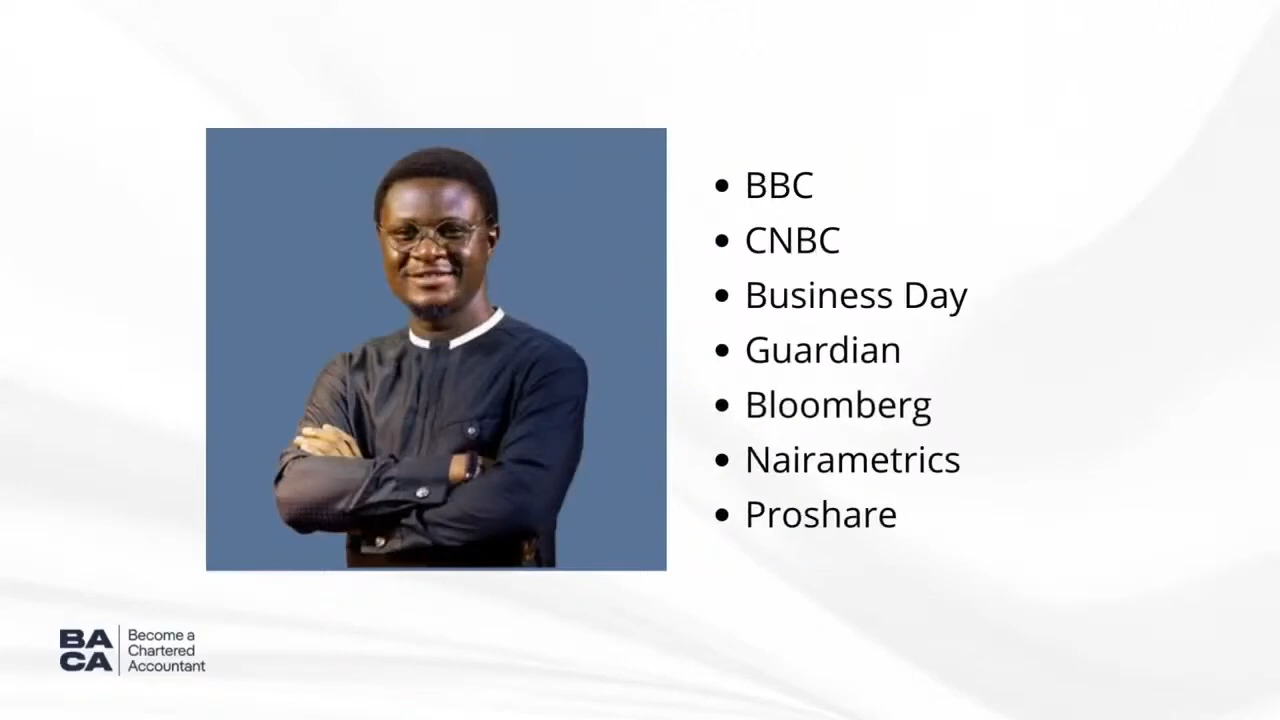 BBC
CNBC
Business Day
Guardian
Bloomberg
Nairametrics
Proshare
BA
CA
Become a
Chartered
Accountant